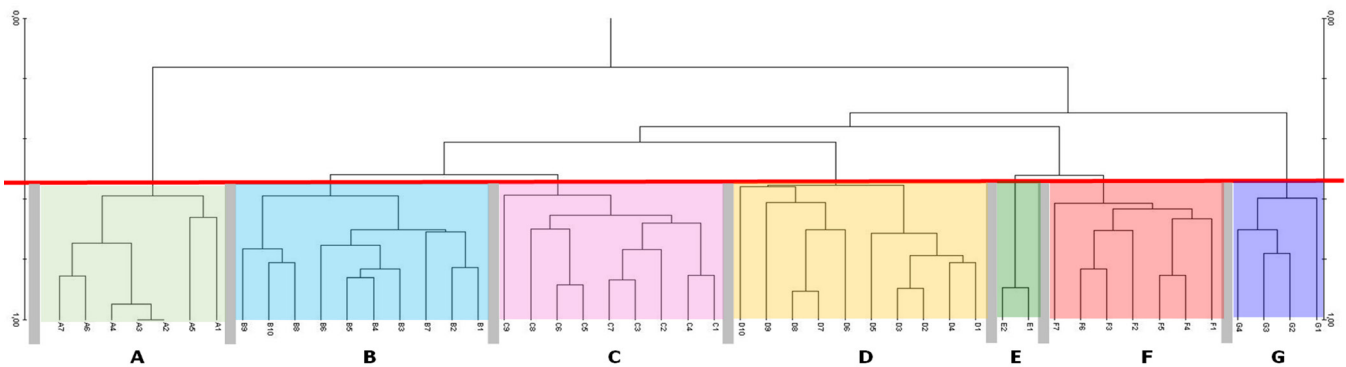 0,00 0,00
1,00 A7 A6 A4 A3 A2 A5 A1 B9 B10 B8 B6 B5 B4 B3 B7 B2 B1 C9 C8 C6 C5 C7 C3 C2 C4 C1 D10 D9 D8 D7 D6 D5 D3 D2 D4 D1 E2 E1 F7 F6 F3 F2 F5 F4 F1 G4 G3 G2 G1 1,00
A B C D E F G